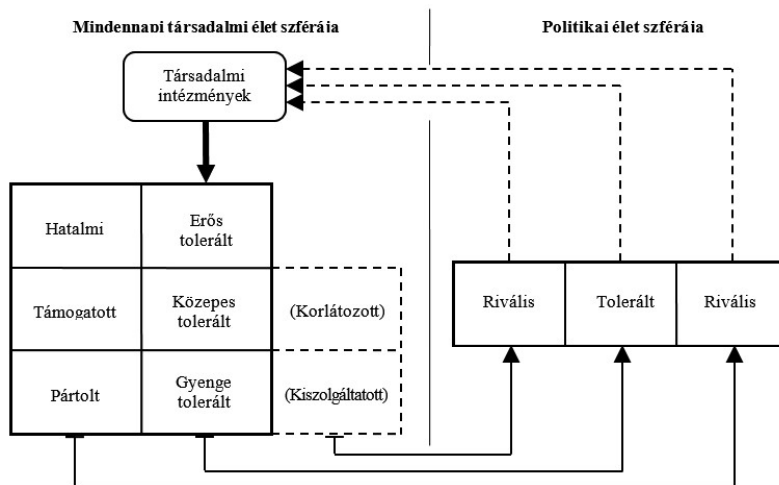 Mindennapi társadalmi élet szférája
Politikai élet szférája
Társadalmi
intézmények
Hatalmi
Erős
tolerált
Támogatott
Közepes
tolerált
(Korlátozott)
Rivális
Tolerált
Rivális
Pártolt
Gyenge
tolerált
(Kiszolgáltatott)